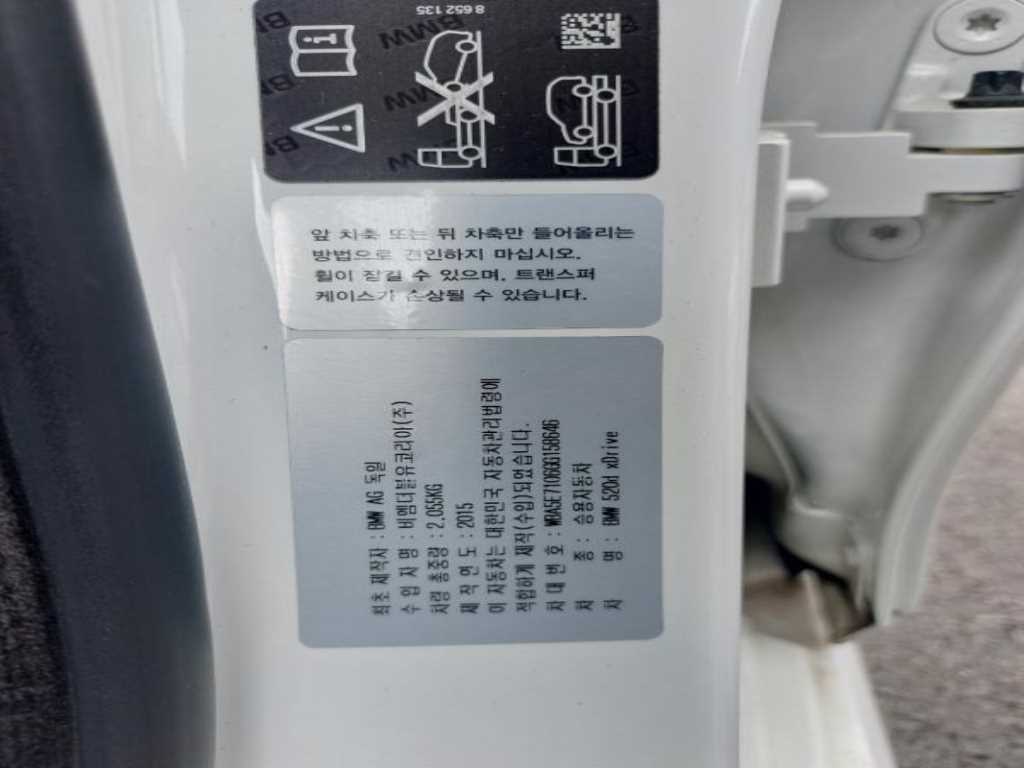 8 652 135
BMW
앞 차축 또는 뒤 차축만 들어올리는
방법으로 견인하지 마십시오.
휠이 잠길 수 있으며, 트랜스퍼
케이스가 손상될 수 있습니다.
최초 제작자 : BMW AG 독일
수 입 자 명 : 비엠더블유코리아(주)
차량 총중량 : 2,055KG
제 작 연 도 : 2015
이 자동차는 대한민국 자동차관리법령에
적합하게 제작(수입)되었습니다.
차 대 번 호 : WBA5E7106GG158646
차 종 : 승용자동차
차 명 : BMW 520d xDrive